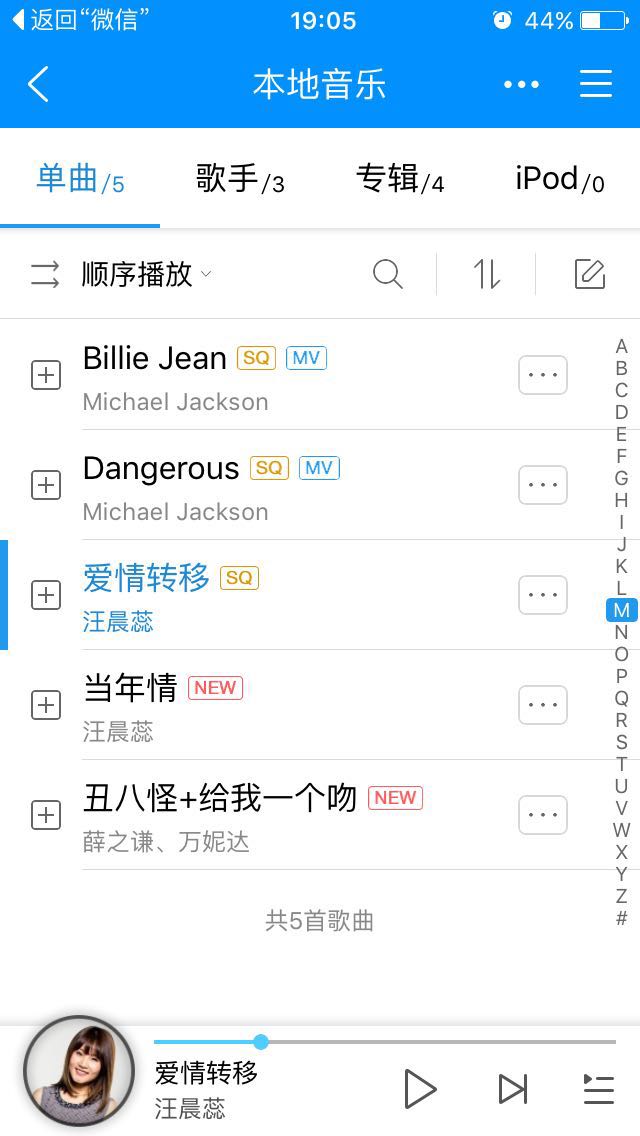 返回“微信” 19:05 44%
本地音乐
单曲/5 歌手/3 专辑/4 iPod/0
顺序播放
Billie Jean SQ MV
Michael Jackson
Dangerous SQ MV
Michael Jackson
爱情转移 SQ
汪晨蕊
当年情 NEW
汪晨蕊
丑八怪+给我一个吻 NEW
薛之谦、万妮达
共5首歌曲
A
B
C
D
E
F
G
H
I
J
K
L
M
N
O
P
Q
R
S
T
U
V
W
X
Y
Z
#
爱情转移
汪晨蕊